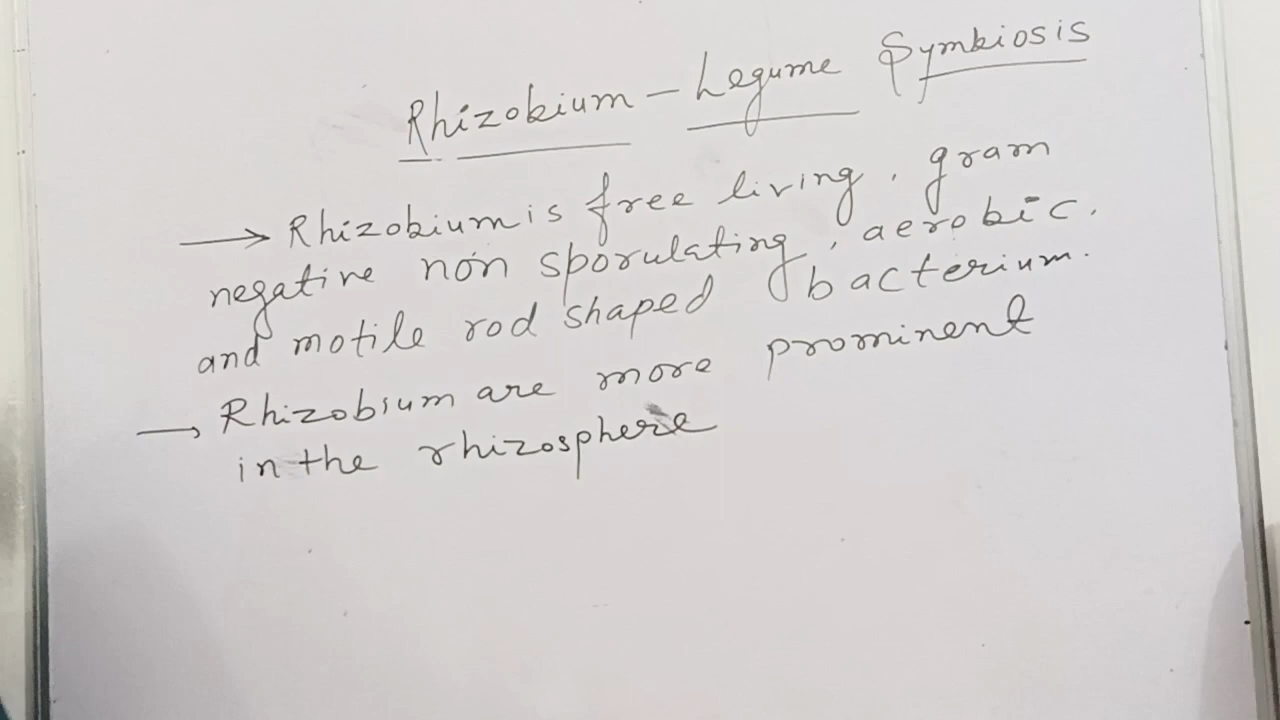 Rhizobium - Legume Symbiosis
→ Rhizobium is free living, gram
negative non sporulating, aerobic.
and motile rod shaped bacterium.
→ Rhizobium are more prominent
in the rhizosphere